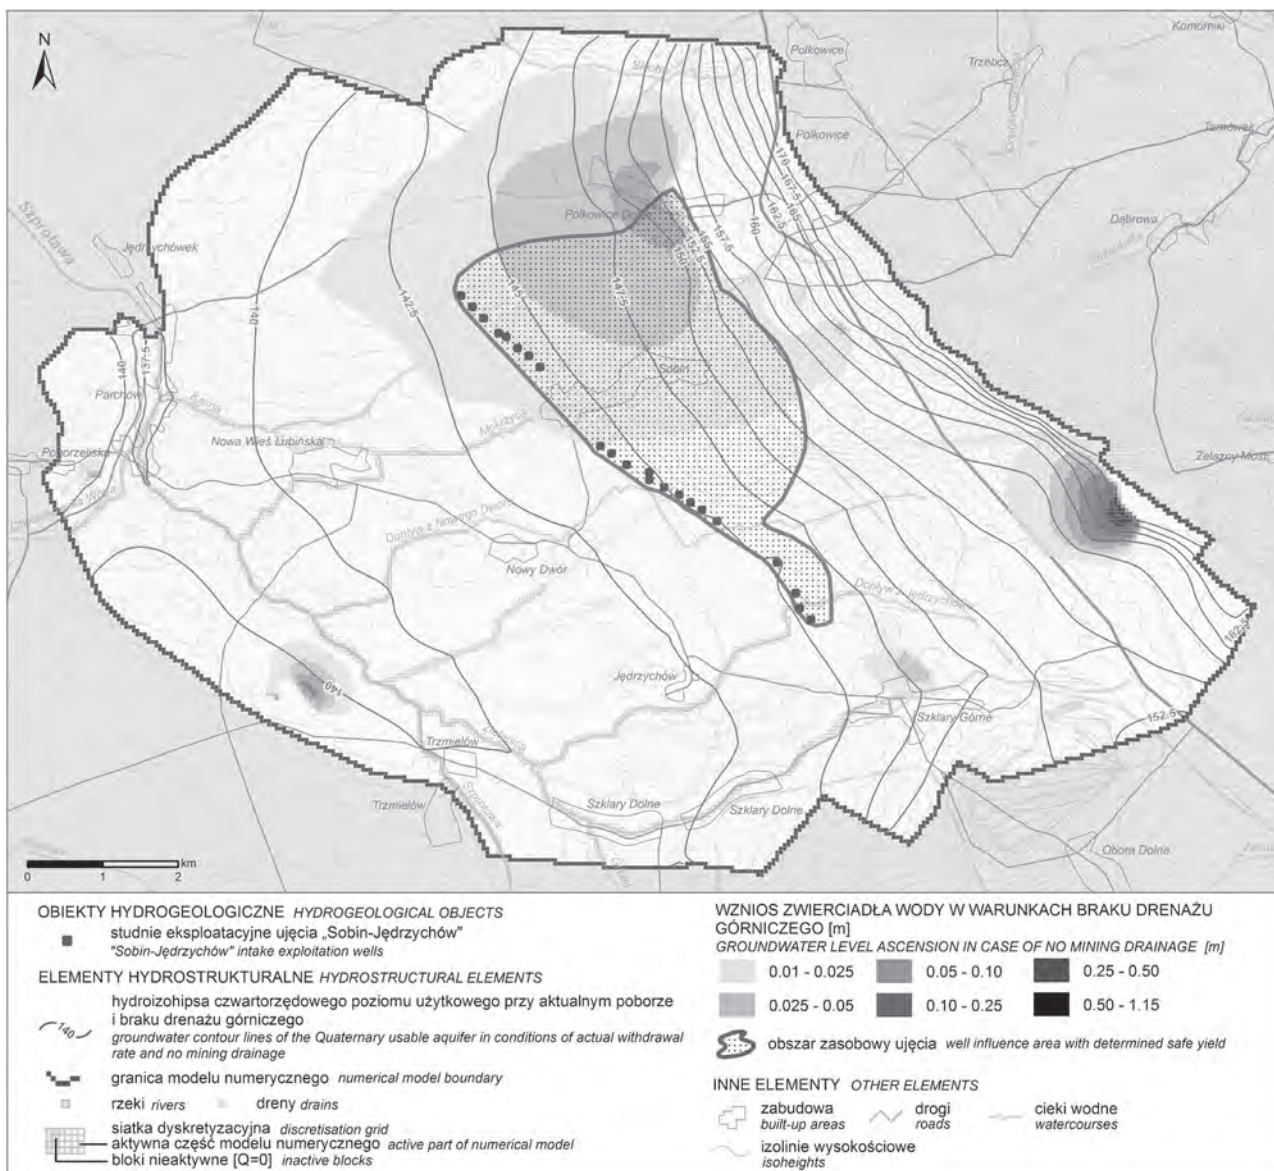 N
Komorniki
Polkowice
Trzebcz
Tarnówek
Polkowice
170
167.5
165
162.5
160
157.5
155
152.5
150
147.5
145
142.5
140
Dąbrowa
Szprotawa
Jędrzychówek
Polkowice Dolne
140
137.5
Parchów
Kalina
Sobin
Moskrzyca
Nowa Wieś Lubińska
Pogorzeliska
Żelazny Most
Dopływ z Nowego Dworu
Nowy Dwór
Dopływ z Jędrzychowa
162.5
Jędrzychów
140
Szklary Górne
152.5
Trzmielów
Trzmielów
Szklary Dolne
Szklary Dolne
Obora Dolna
km
0 1 2
OBIEKTY HYDROGEOLOGICZNE HYDROGEOLOGICAL OBJECTS
studnie eksploatacyjne ujęcia „Sobin-Jędrzychów”
"Sobin-Jędrzychów" intake exploitation wells
ELEMENTY HYDROSTRUKTURALNE HYDROSTRUCTURAL ELEMENTS
140
hydroizohipsa czwartorzędowego poziomu użytkowego przy aktualnym poborze
i braku drenażu górniczego
groundwater contour lines of the Quaternary usable aquifer in conditions of actual withdrawal
rate and no mining drainage
granica modelu numerycznego numerical model boundary
rzeki rivers
dreny drains
siatka dyskretyzacyjna discretisation grid
aktywna część modelu numerycznego active part of numerical model
bloki nieaktywne [Q=0] inactive blocks
WZNIOS ZWIERCIADŁA WODY W WARUNKACH BRAKU DRENAŻU
GÓRNICZEGO [m]
GROUNDWATER LEVEL ASCENSION IN CASE OF NO MINING DRAINAGE [m]
0.01 - 0.025
0.05 - 0.10
0.25 - 0.50
0.025 - 0.05
0.10 - 0.25
0.50 - 1.15
obszar zasobowy ujęcia well influence area with determined safe yield
INNE ELEMENTY OTHER ELEMENTS
zabudowa
built-up areas
drogi
roads
cieki wodne
watercourses
izolinie wysokościowe
isoheights